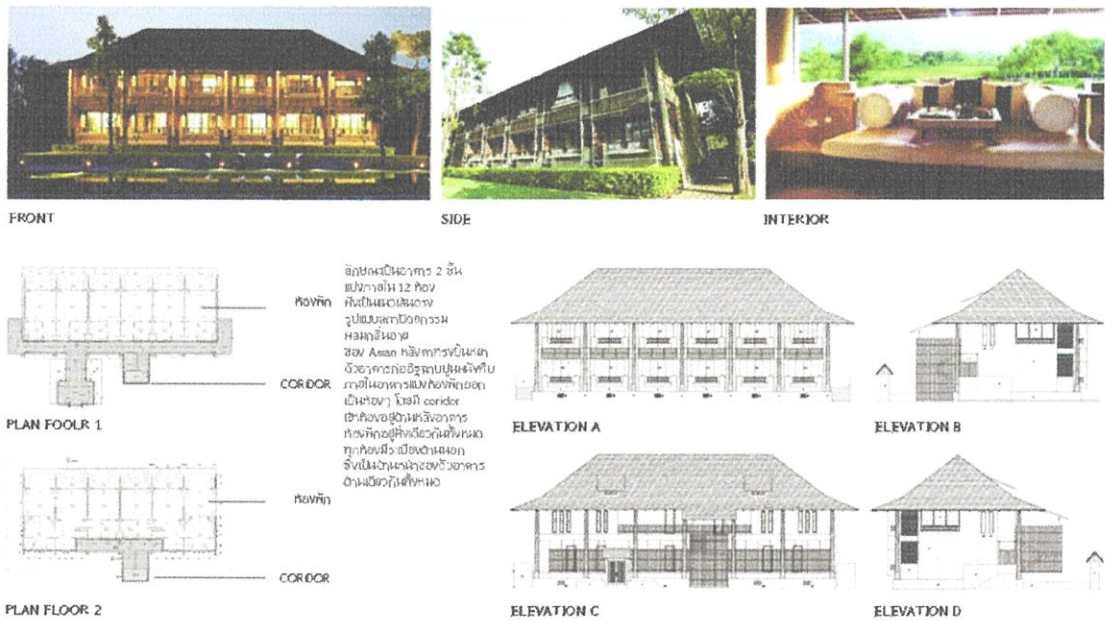 FRONT
SIDE
INTERIOR
ห้องพัก
CORIDOR
PLAN FOOLR 1
ลักษณะเป็นอาคาร 2 ชั้น
แบ่งภายใน 12 ห้อง
เป็นแนวเส้นตรง
รูปแบบสถาปัตยกรรม
ผสมกลิ่นอาย
ของ Asian หลังคาทรงปั้นหยา
ตัวอาคารก่ออิฐฉาบปูนผนังทึบ
ภายในอาคารแบ่งห้องพักออก
เป็นห้องๆ โดยมี coridor
เข้าห้องอยู่ด้านหลังอาคาร
ห้องพักอยู่ฝั่งเดียวกันทั้งหมด
ทุกห้องมีระเบียงด้านนอก
ซึ่งเป็นด้านหน้าของตัวอาคาร
ด้านเดียวกันทั้งหมด
ELEVATION A
ELEVATION B
ห้องพัก
CORIDOR
PLAN FLOOR 2
ELEVATION C
ELEVATION D